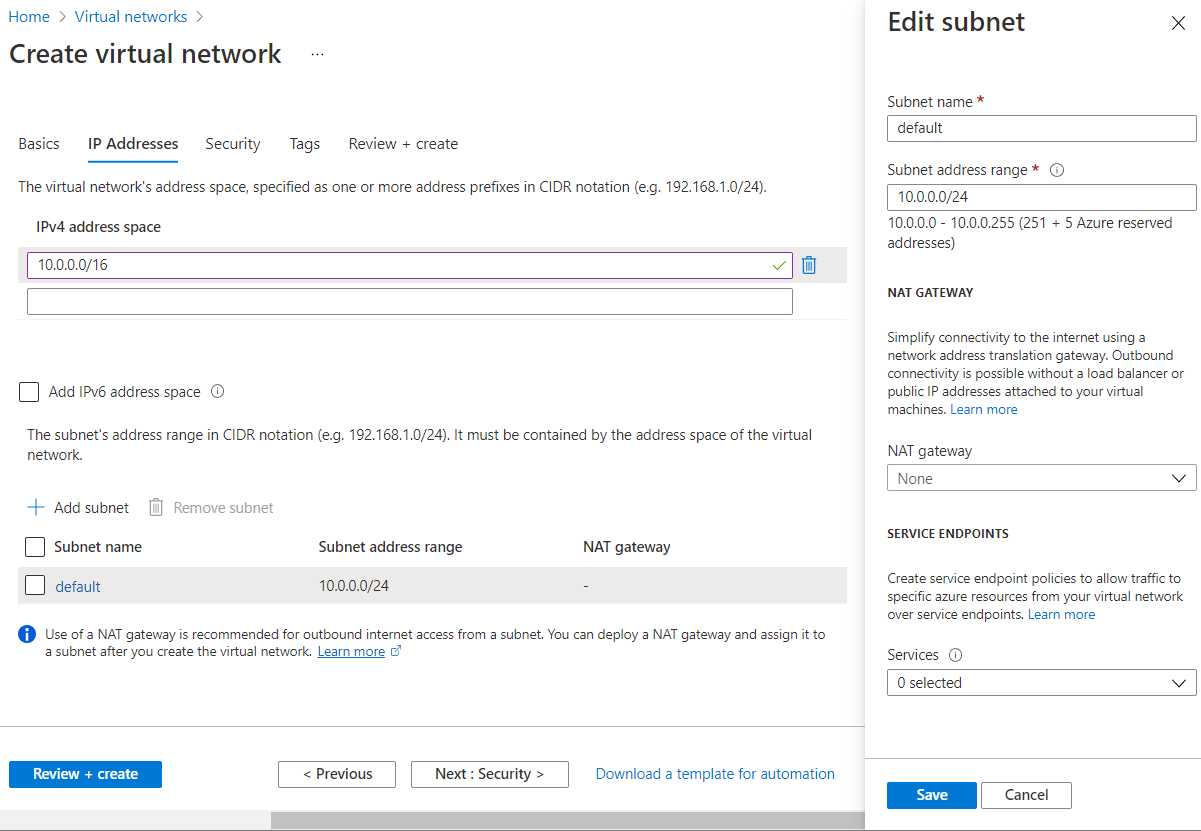 Home > Virtual networks >
Create virtual network ...
Basics IP Addresses Security Tags Review + create
The virtual network's address space, specified as one or more address prefixes in CIDR notation (e.g. 192.168.1.0/24).
IPv4 address space
10.0.0.0/16
Add IPv6 address space
The subnet's address range in CIDR notation (e.g. 192.168.1.0/24). It must be contained by the address space of the virtual
network.
+ Add subnet Remove subnet
Subnet name Subnet address range NAT gateway
default 10.0.0.0/24 -
Use of a NAT gateway is recommended for outbound internet access from a subnet. You can deploy a NAT gateway and assign it to
a subnet after you create the virtual network. Learn more
Review + create < Previous Next : Security > Download a template for automation
Edit subnet
Subnet name *
default
Subnet address range *
10.0.0.0/24
10.0.0.0 - 10.0.0.255 (251 + 5 Azure reserved
addresses)
NAT GATEWAY
Simplify connectivity to the internet using a
network address translation gateway. Outbound
connectivity is possible without a load balancer or
public IP addresses attached to your virtual
machines. Learn more
NAT gateway
None
SERVICE ENDPOINTS
Create service endpoint policies to allow traffic to
specific azure resources from your virtual network
over service endpoints. Learn more
Services
0 selected
Save Cancel